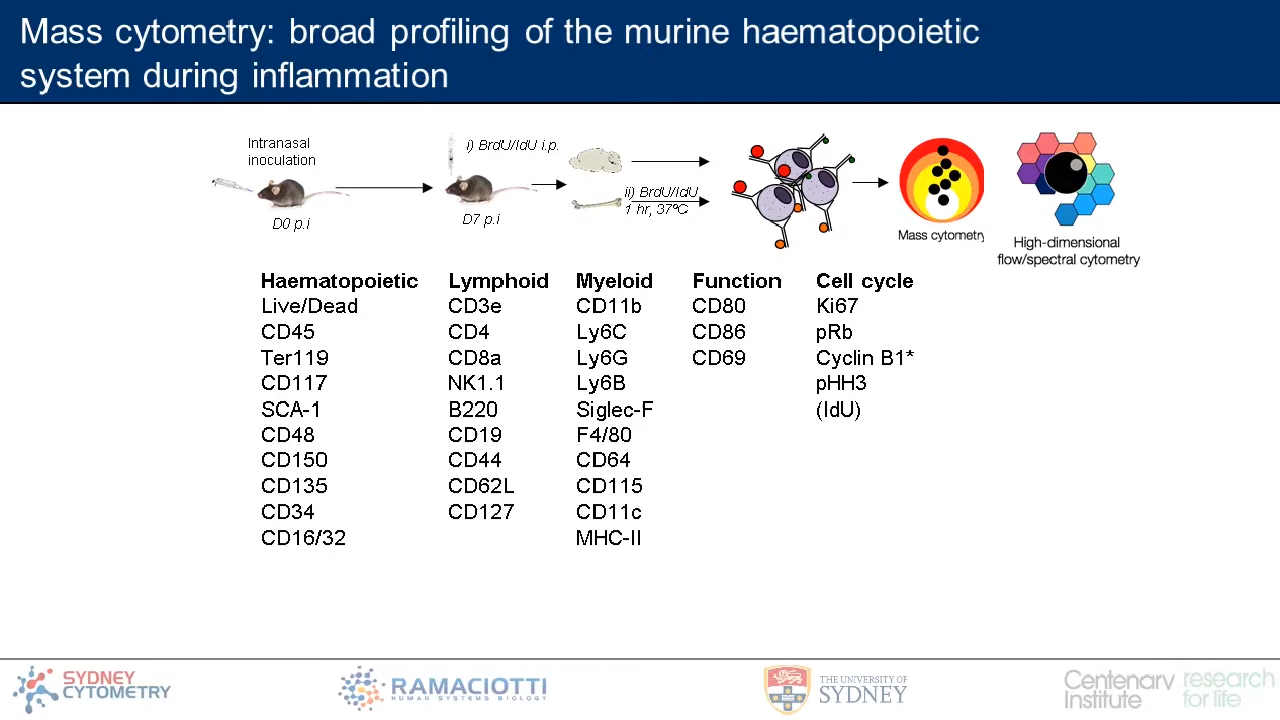 Mass cytometry: broad profiling of the murine haematopoietic
system during inflammation
Intranasal
inoculation
D0 p.i
i) BrdU/IdU i.p.
D7 p.i
ii) BrdU/IdU
1 hr, 37ºC
Mass cytometry
High-dimensional
flow/spectral cytometry
Haematopoietic
Live/Dead
CD45
Ter119
CD117
SCA-1
CD48
CD150
CD135
CD34
CD16/32
Lymphoid
CD3e
CD4
CD8a
NK1.1
B220
CD19
CD44
CD62L
CD127
Myeloid
CD11b
Ly6C
Ly6G
Ly6B
Siglec-F
F4/80
CD64
CD115
CD11c
MHC-II
Function
CD80
CD86
CD69
Cell cycle
Ki67
pRb
Cyclin B1*
pHH3
(IdU)
SYDNEY
CYTOMETRY
RAMACIOTTI
HUMAN SYSTEMS BIOLOGY
THE UNIVERSITY OF
SYDNEY
Centenary
Institute
research
for life